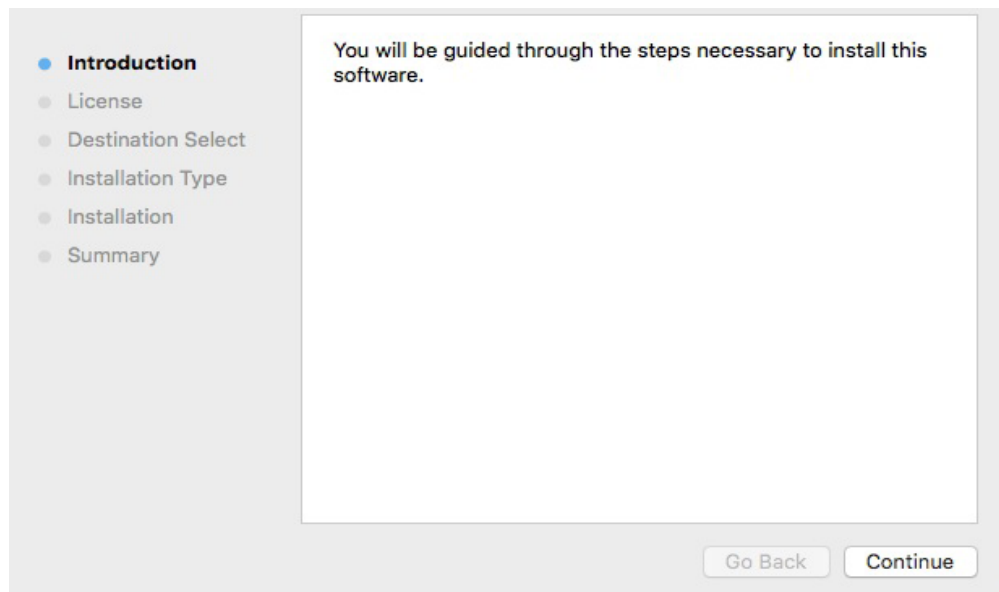 Introduction
License
Destination Select
Installation Type
Installation
Summary
You will be guided through the steps necessary to install this
software.
Go Back
Continue